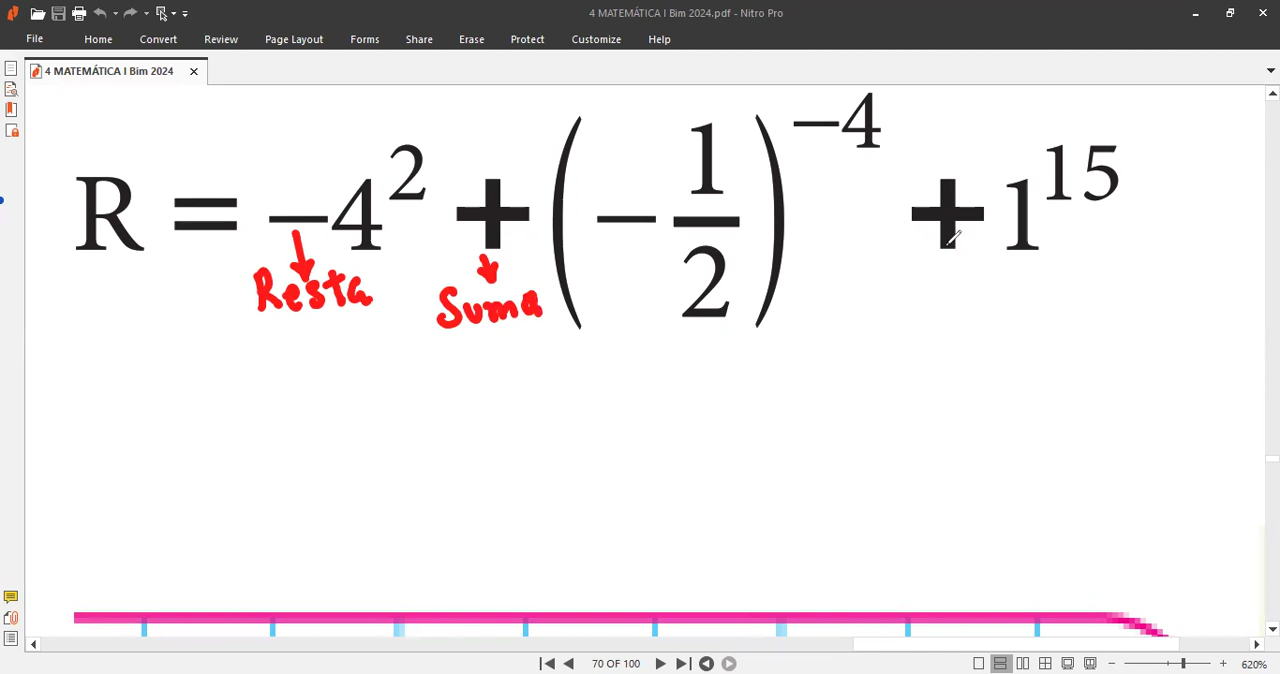 4 MATEMÁTICA I Bim 2024.pdf - Nitro Pro
File Home Convert Review Page Layout Forms Share Erase Protect Customize Help
4 MATEMÁTICA I Bim 2024
R = −4² + (−1/2)⁻⁴ + 1¹⁵
Resta Suma
70 OF 100
620%